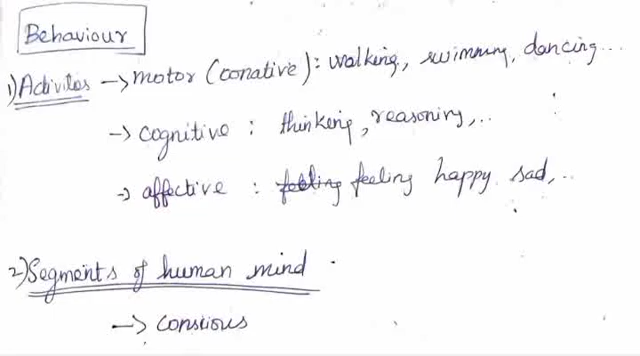 Behaviour
1) Activites → motor (conative): walking, swimming, dancing...
→ cognitive : thinking, reasoning,..
→ affective : feeling feeling happy sad,..
2) Segments of human mind
→ conscious